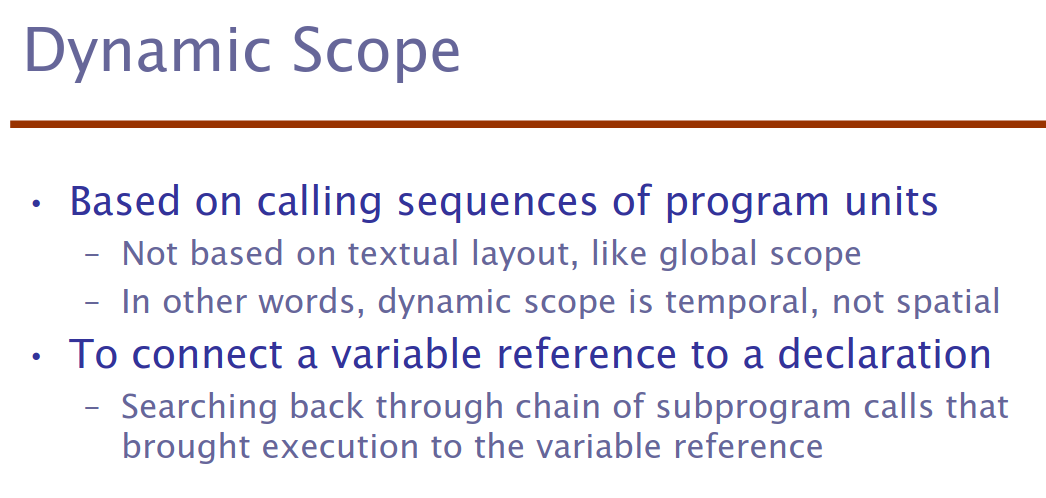 Dynamic Scope
• Based on calling sequences of program units
– Not based on textual layout, like global scope
– In other words, dynamic scope is temporal, not spatial
• To connect a variable reference to a declaration
– Searching back through chain of subprogram calls that
brought execution to the variable reference